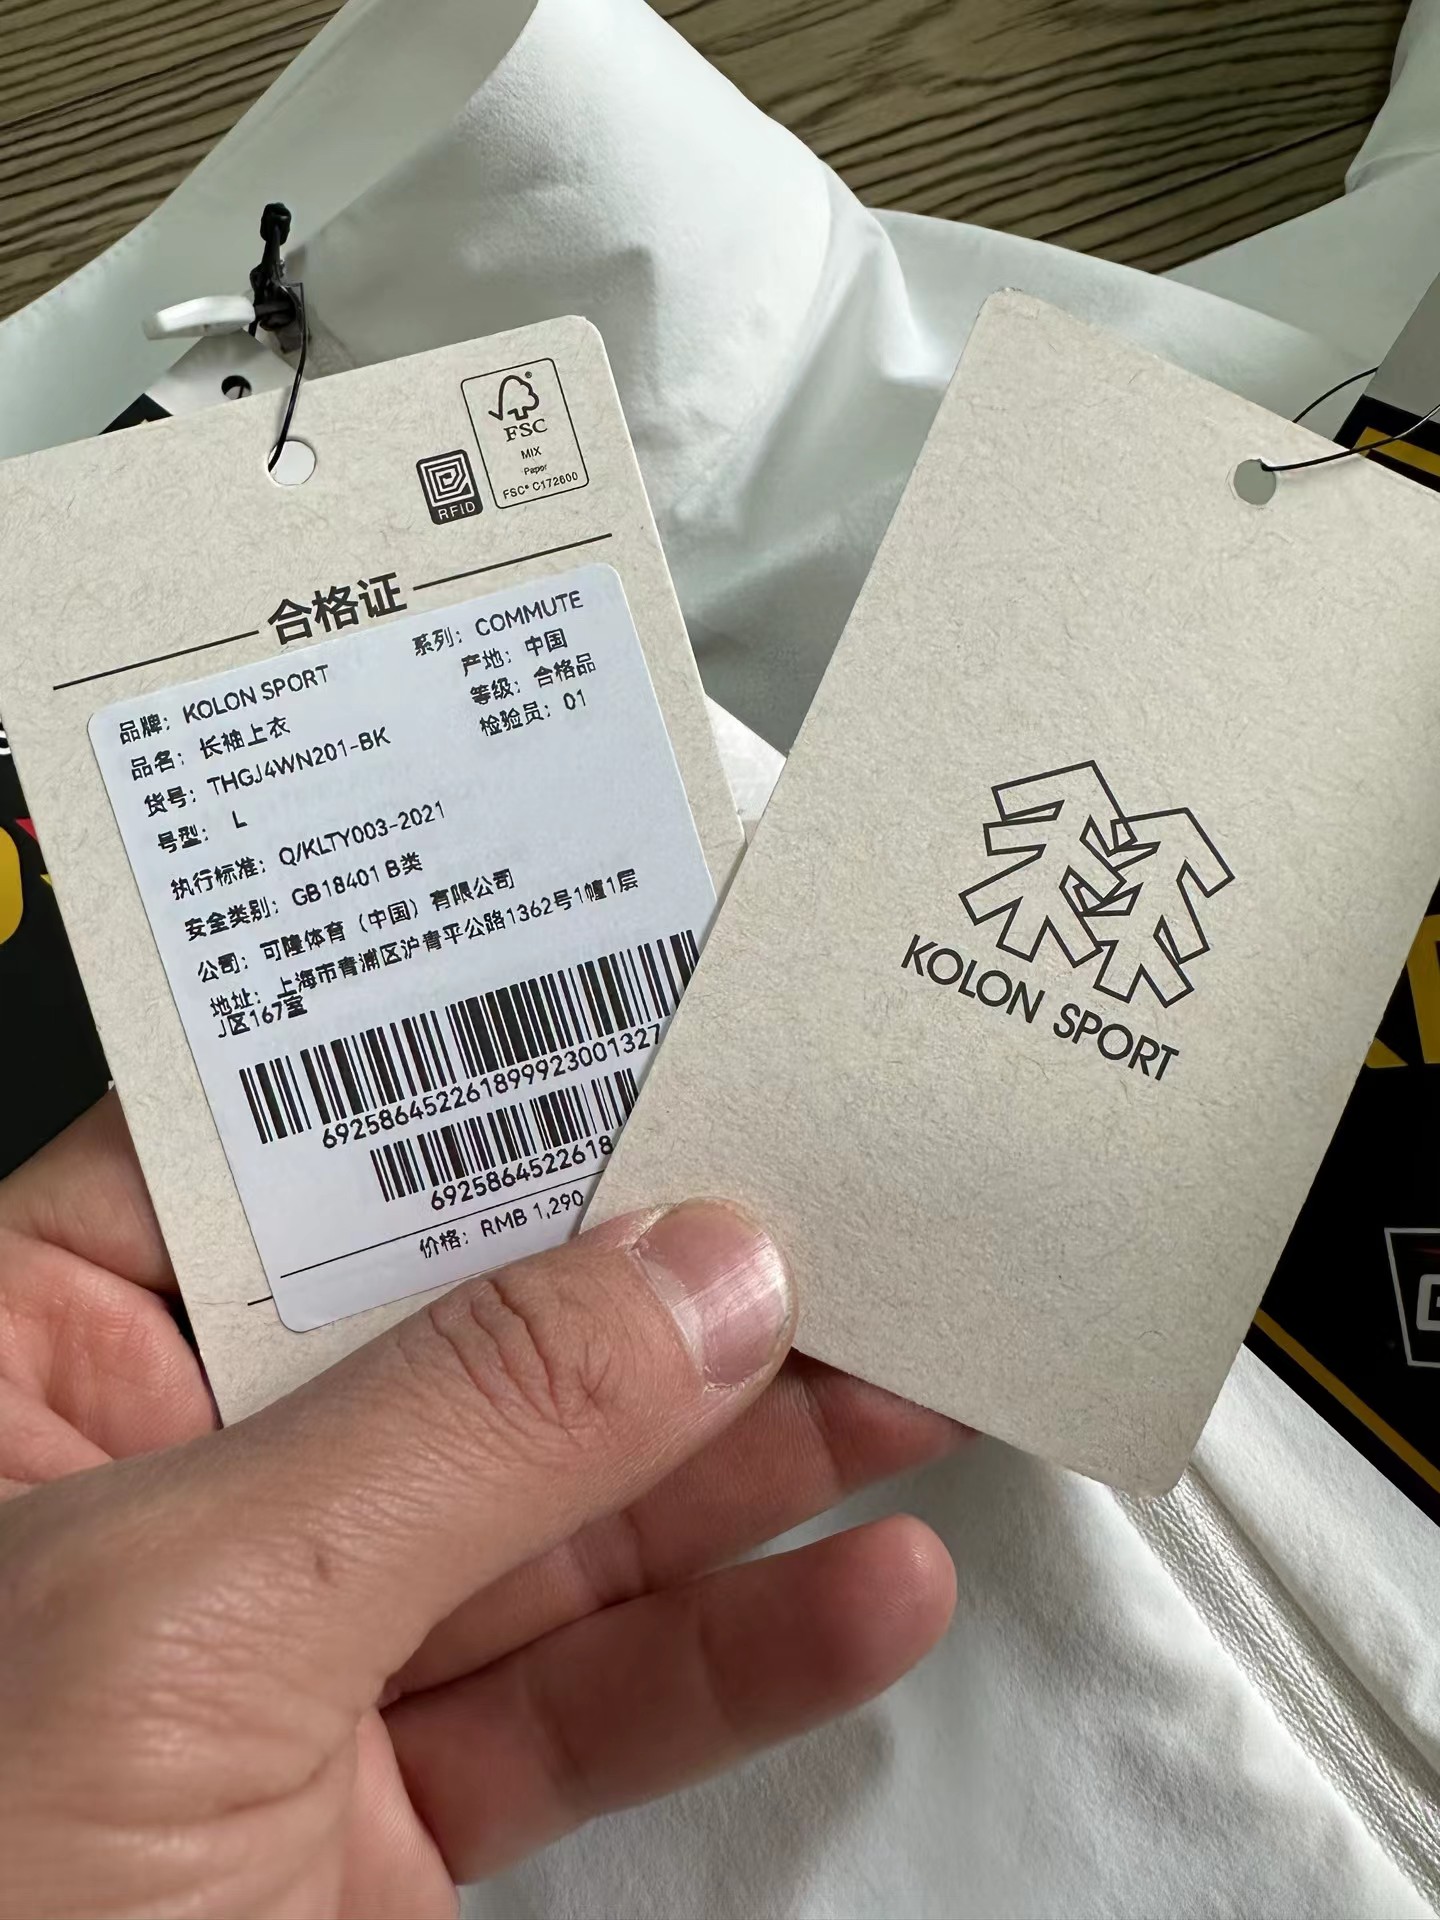 FSC
MIX
Paper
FSC® C172600
RFID
合格证
系列：COMMUTE
品牌：KOLON SPORT
产地：中国
品名：长袖上衣
等级：合格品
货号：THGJ4WN201-BK
检验员：01
号型：L
执行标准：Q/KLTY003-2021
安全类别：GB18401 B类
公司：可隆体育（中国）有限公司
地址：上海市青浦区沪青平公路1362号1幢1层
J区167室
69258645226189992300132​7
6925864522618
价格：RMB 1,290
KOLON SPORT